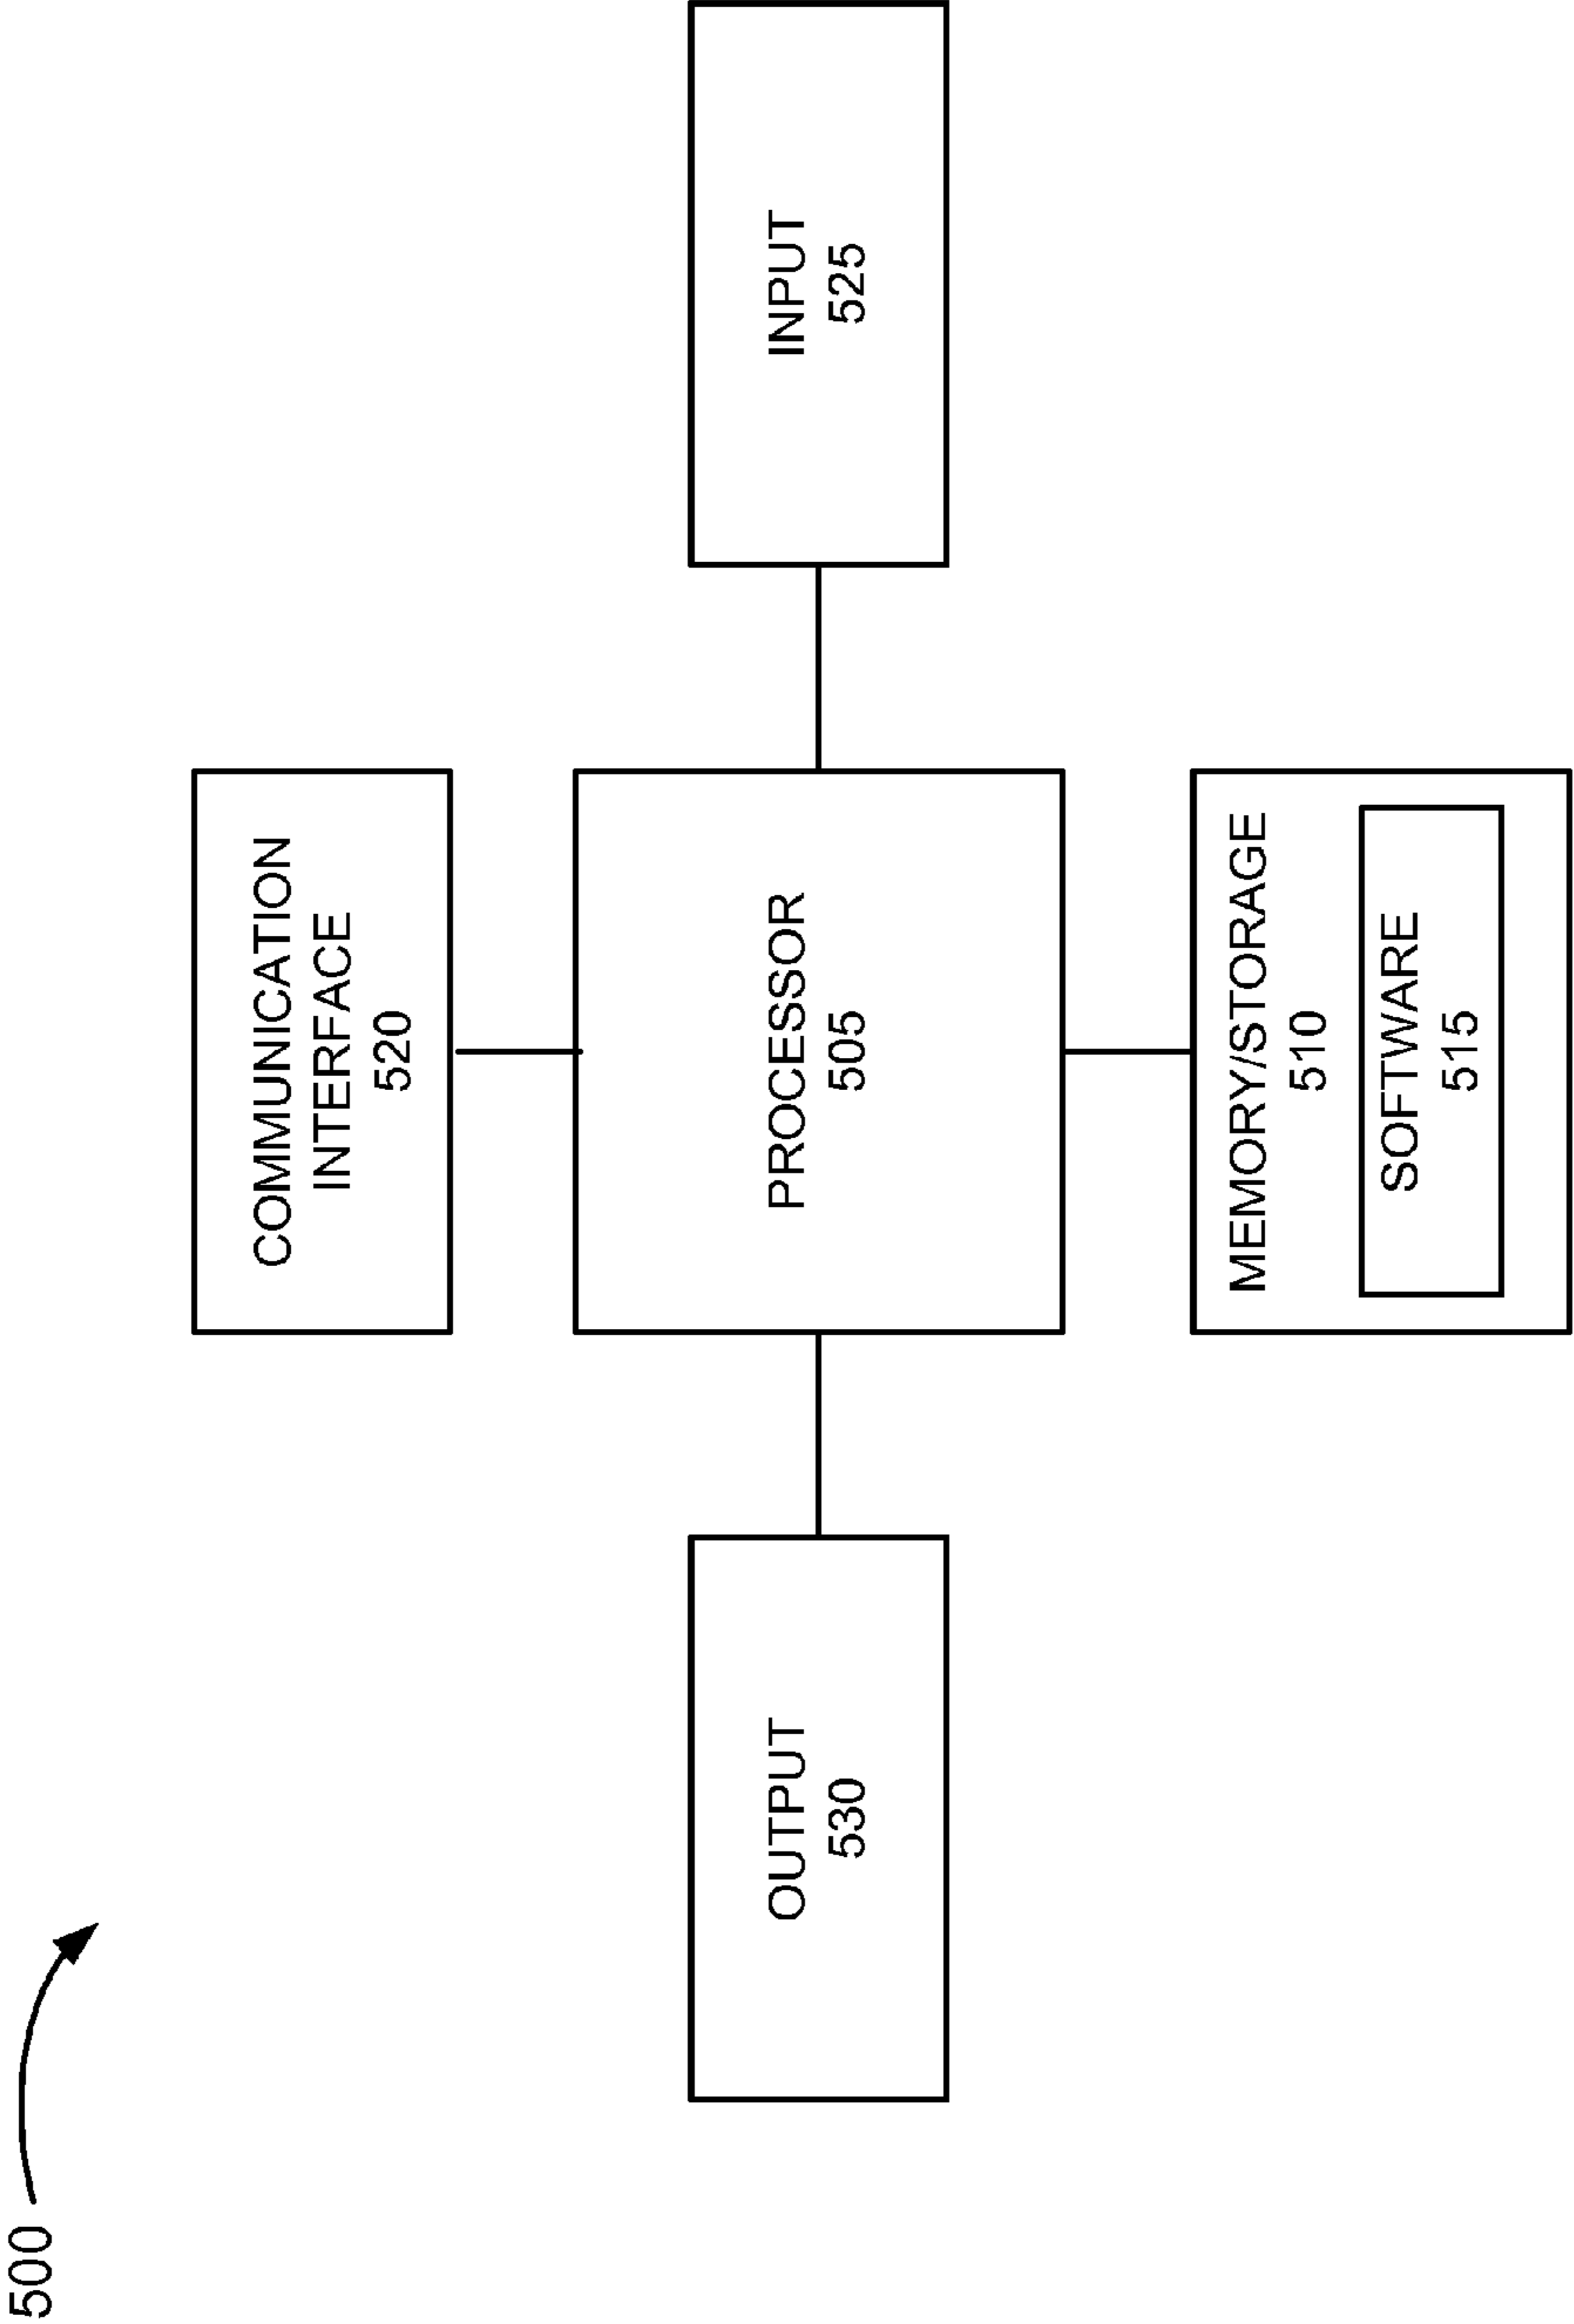 500
COMMUNICATION
INTERFACE
520
OUTPUT
530
PROCESSOR
505
INPUT
525
MEMORY/STORAGE
510
SOFTWARE
515